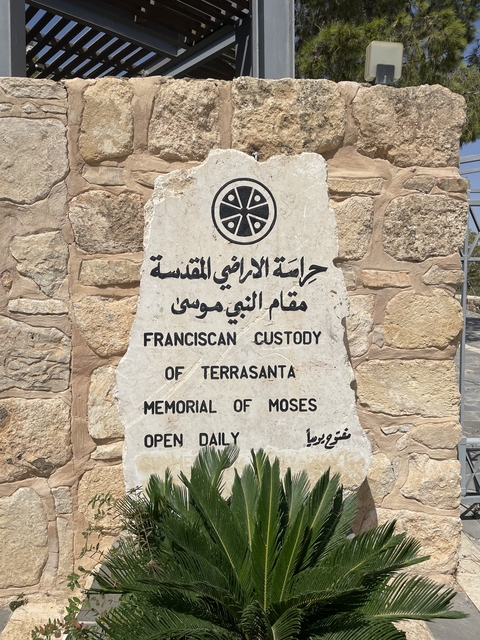 حراسة الاراضي المقدسة
مقام النبي موسى
FRANCISCAN CUSTODY
OF TERRASANTA
MEMORIAL OF MOSES
OPEN DAILY مفتوح يومياً